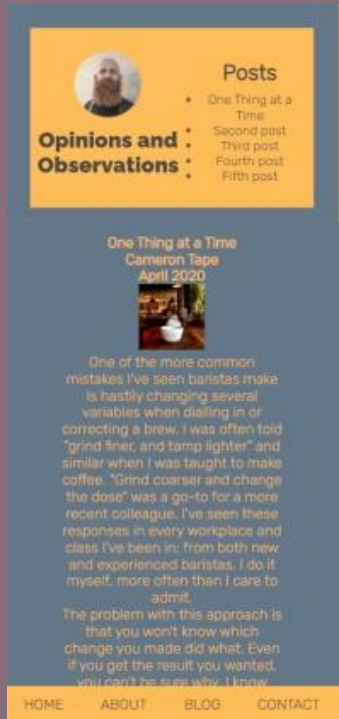 Opinions and
Observations
Posts
One Thing at a
Time
Second post
Third post
Fourth post
Fifth post
One Thing at a Time
Cameron Tape
April 2020
One of the more common
mistakes I've seen baristas make
is hastily changing several
variables when dialling in or
correcting a brew. I was often told
"grind finer, and tamp lighter" and
similar when I was taught to make
coffee. "Grind coarser and change
the dose" was a go-to for a more
recent colleague. I've seen these
responses in every workplace and
class I've been in; from both new
and experienced baristas. I do it
myself, more often than I care to
admit.
The problem with this approach is
that you won't know which
change you made did what. Even
if you get the result you wanted,
you can't be sure why. I know
HOME ABOUT BLOG CONTACT